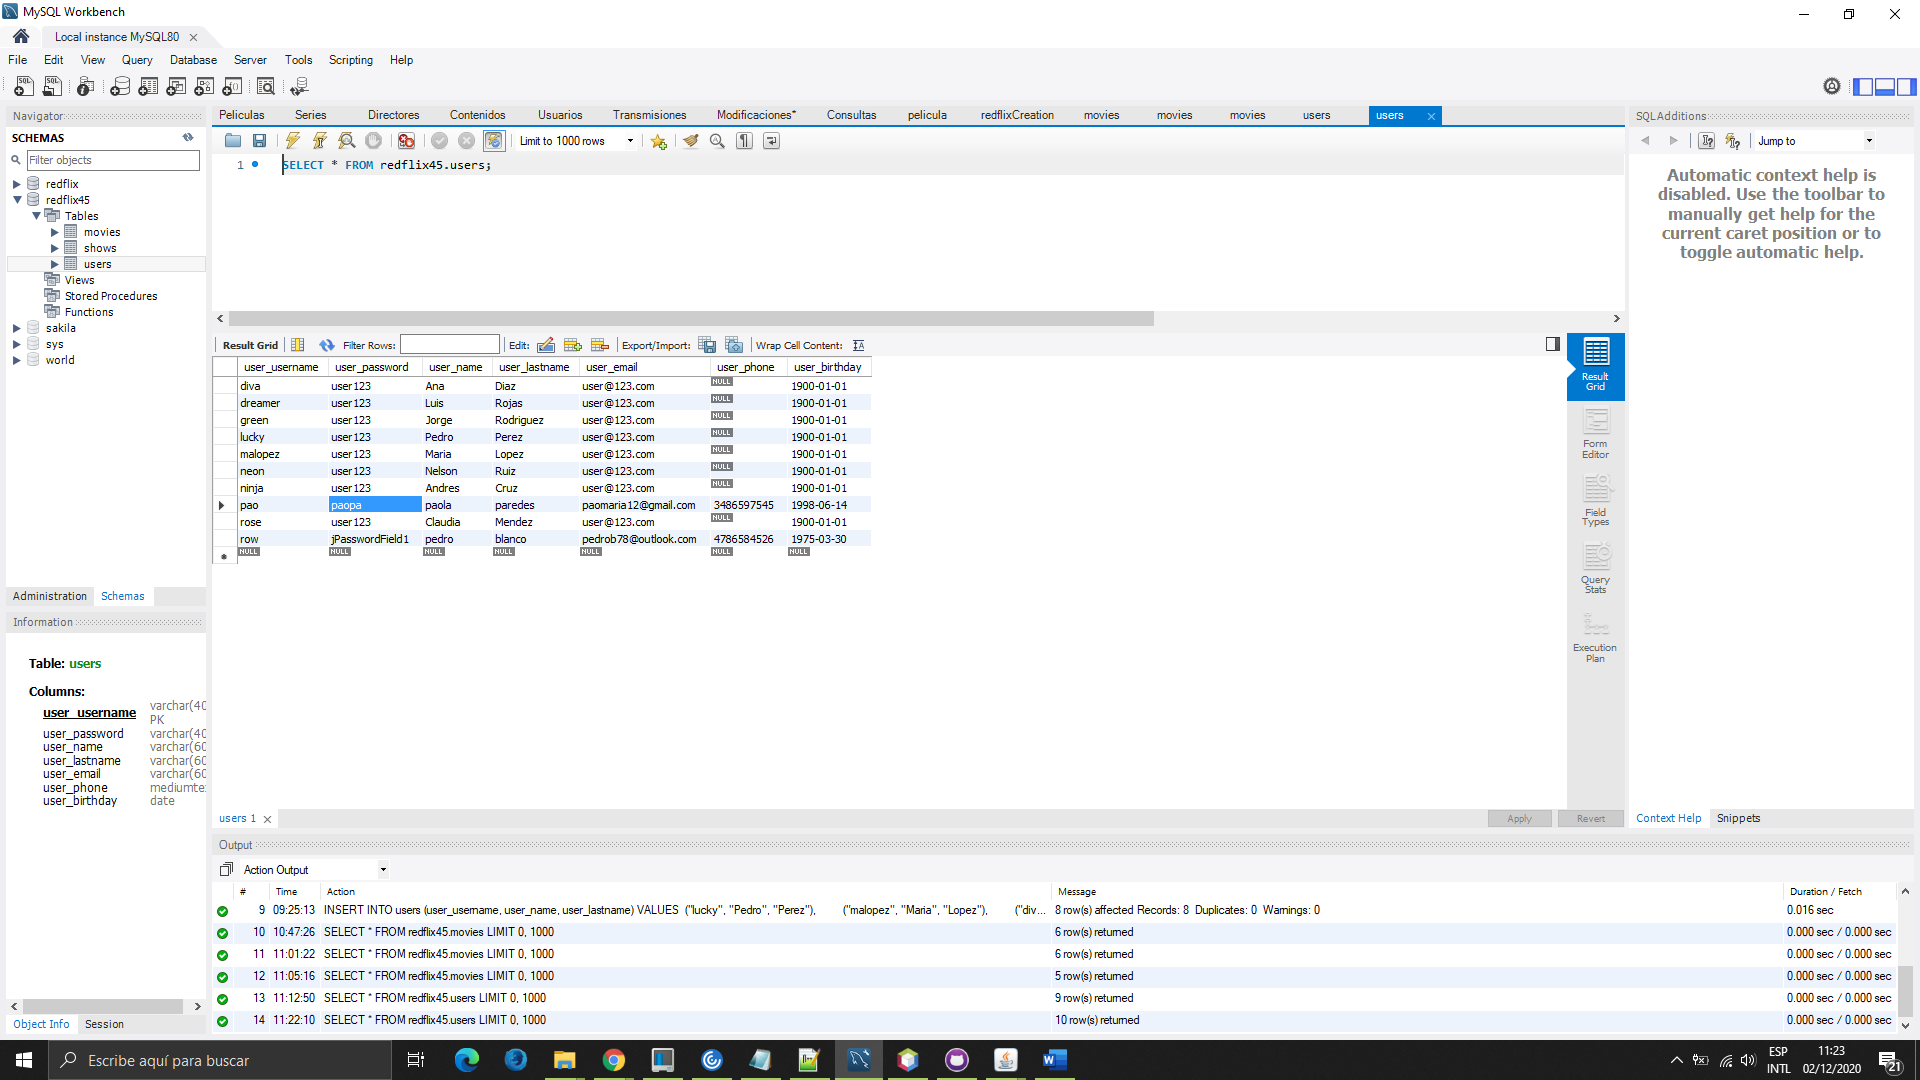 MySQL Workbench
Local instance MySQL80
File Edit View Query Database Server Tools Scripting Help
Navigator
SCHEMAS
Filter objects
redflix
redflix45
Tables
movies
shows
users
Views
Stored Procedures
Functions
sakila
sys
world
Administration Schemas
Information
Table: users
Columns:
user_username varchar(40
PK
user_password varchar(40
user_name varchar(60
user_lastname varchar(60
user_email varchar(60
user_phone mediumte
user_birthday date
Object Info Session
Peliculas Series Directores Contenidos Usuarios Transmisiones Modificaciones* Consultas pelicula redflixCreation movies movies movies users users
Limit to 1000 rows
1 SELECT * FROM redflix45.users;
Result Grid Filter Rows: Edit: Export/Import: Wrap Cell Content:
user_username user_password user_name user_lastname user_email user_phone user_birthday
diva user123 Ana Diaz user@123.com NULL 1900-01-01
dreamer user123 Luis Rojas user@123.com NULL 1900-01-01
green user123 Jorge Rodriguez user@123.com NULL 1900-01-01
lucky user123 Pedro Perez user@123.com NULL 1900-01-01
malopez user123 Maria Lopez user@123.com NULL 1900-01-01
neon user123 Nelson Ruiz user@123.com NULL 1900-01-01
ninja user123 Andres Cruz user@123.com NULL 1900-01-01
pao paopa paola paredes paomaria12@gmail.com 3486597545 1998-06-14
rose user123 Claudia Mendez user@123.com NULL 1900-01-01
row jPasswordField1 pedro blanco pedrob78@outlook.com 4786584526 1975-03-30
NULL NULL NULL NULL NULL NULL NULL
Result
Grid
Form
Editor
Field
Types
Query
Stats
Execution
Plan
users 1 Apply Revert
SQLAdditions
Jump to
Automatic context help is
disabled. Use the toolbar to
manually get help for the
current caret position or to
toggle automatic help.
Context Help Snippets
Output
Action Output
# Time Action Message Duration / Fetch
9 09:25:13 INSERT INTO users (user_username, user_name, user_lastname) VALUES ("lucky", "Pedro", "Perez"), ("malopez", "Maria", "Lopez"), ("div... 8 row(s) affected Records: 8 Duplicates: 0 Warnings: 0 0.016 sec
10 10:47:26 SELECT * FROM redflix45.movies LIMIT 0, 1000 6 row(s) returned 0.000 sec / 0.000 sec
11 11:01:22 SELECT * FROM redflix45.movies LIMIT 0, 1000 6 row(s) returned 0.000 sec / 0.000 sec
12 11:05:16 SELECT * FROM redflix45.movies LIMIT 0, 1000 5 row(s) returned 0.000 sec / 0.000 sec
13 11:12:50 SELECT * FROM redflix45.users LIMIT 0, 1000 9 row(s) returned 0.000 sec / 0.000 sec
14 11:22:10 SELECT * FROM redflix45.users LIMIT 0, 1000 10 row(s) returned 0.000 sec / 0.000 sec
Escribe aquí para buscar
ESP
INTL
11:23
02/12/2020
21